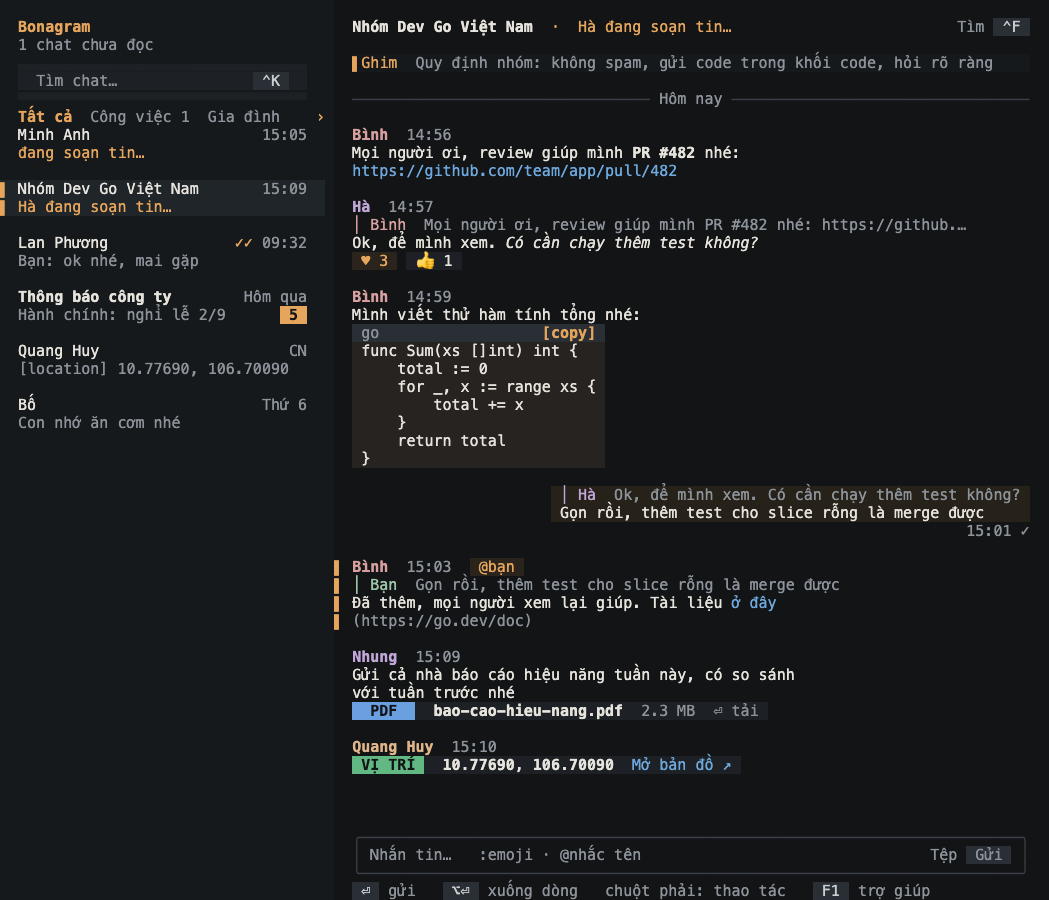 Bonagram
1 chat chưa đọc
Tìm chat… ^K
Tất cả Công việc 1 Gia đình ›
Minh Anh 15:05
đang soạn tin…
Nhóm Dev Go Việt Nam 15:09
Hà đang soạn tin…
Lan Phương ✓✓ 09:32
Bạn: ok nhé, mai gặp
Thông báo công ty Hôm qua
Hành chính: nghỉ lễ 2/9 5
Quang Huy CN
[location] 10.77690, 106.70090
Bố Thứ 6
Con nhớ ăn cơm nhé
Nhóm Dev Go Việt Nam · Hà đang soạn tin… Tìm ^F
Ghim Quy định nhóm: không spam, gửi code trong khối code, hỏi rõ ràng
Hôm nay
Bình 14:56
Mọi người ơi, review giúp mình PR #482 nhé:
https://github.com/team/app/pull/482
Hà 14:57
│ Bình Mọi người ơi, review giúp mình PR #482 nhé: https://github.…
Ok, để mình xem. Có cần chạy thêm test không?
♥ 3 👍 1
Bình 14:59
Mình viết thử hàm tính tổng nhé:
go [copy]
func Sum(xs []int) int {
    total := 0
    for _, x := range xs {
        total += x
    }
    return total
}
│ Hà Ok, để mình xem. Có cần chạy thêm test không?
Gọn rồi, thêm test cho slice rỗng là merge được
15:01 ✓
Bình 15:03 @bạn
│ Bạn Gọn rồi, thêm test cho slice rỗng là merge được
Đã thêm, mọi người xem lại giúp. Tài liệu ở đây
(https://go.dev/doc)
Nhung 15:09
Gửi cả nhà báo cáo hiệu năng tuần này, có so sánh
với tuần trước nhé
PDF bao-cao-hieu-nang.pdf 2.3 MB ⏎ tải
Quang Huy 15:10
VỊ TRÍ 10.77690, 106.70090 Mở bản đồ ↗
Nhắn tin… :emoji · @nhắc tên Tệp Gửi
⏎ gửi ⌥⏎ xuống dòng chuột phải: thao tác F1 trợ giúp